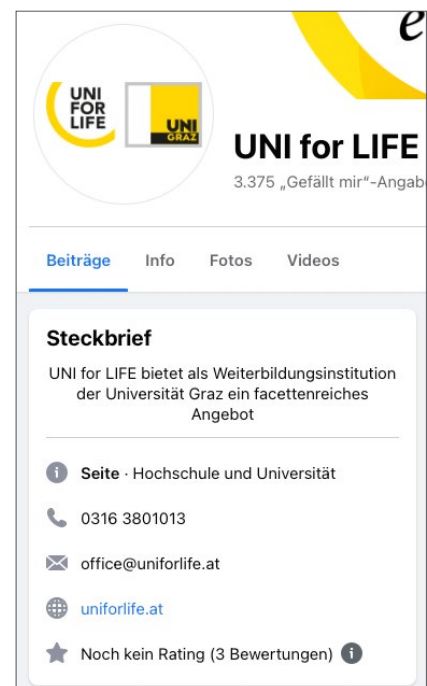 e
UNI
FOR
LIFE
UNI
GRAZ
UNI for LIFE
3.375 „Gefällt mir“-Angab
Beiträge Info Fotos Videos
Steckbrief
UNI for LIFE bietet als Weiterbildungsinstitution
der Universität Graz ein facettenreiches
Angebot
Seite · Hochschule und Universität
0316 3801013
office@uniforlife.at
uniforlife.at
Noch kein Rating (3 Bewertungen)